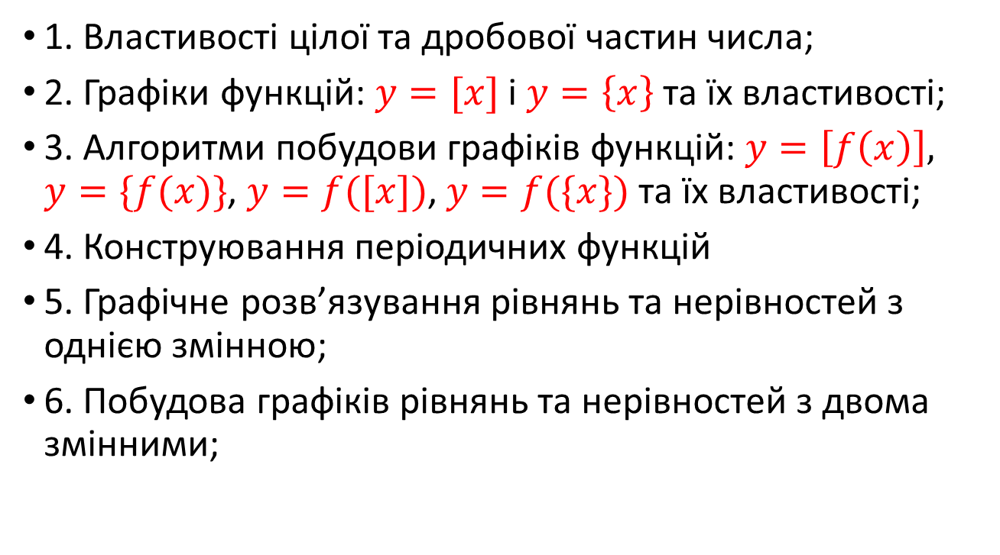 • 1. Властивості цілої та дробової частин числа;
• 2. Графіки функцій: y = [x] і y = {x} та їх властивості;
• 3. Алгоритми побудови графіків функцій: y = [f(x)],
y = {f(x)}, y = f([x]), y = f({x}) та їх властивості;
• 4. Конструювання періодичних функцій
• 5. Графічне розв’язування рівнянь та нерівностей з
однією змінною;
• 6. Побудова графіків рівнянь та нерівностей з двома
змінними;